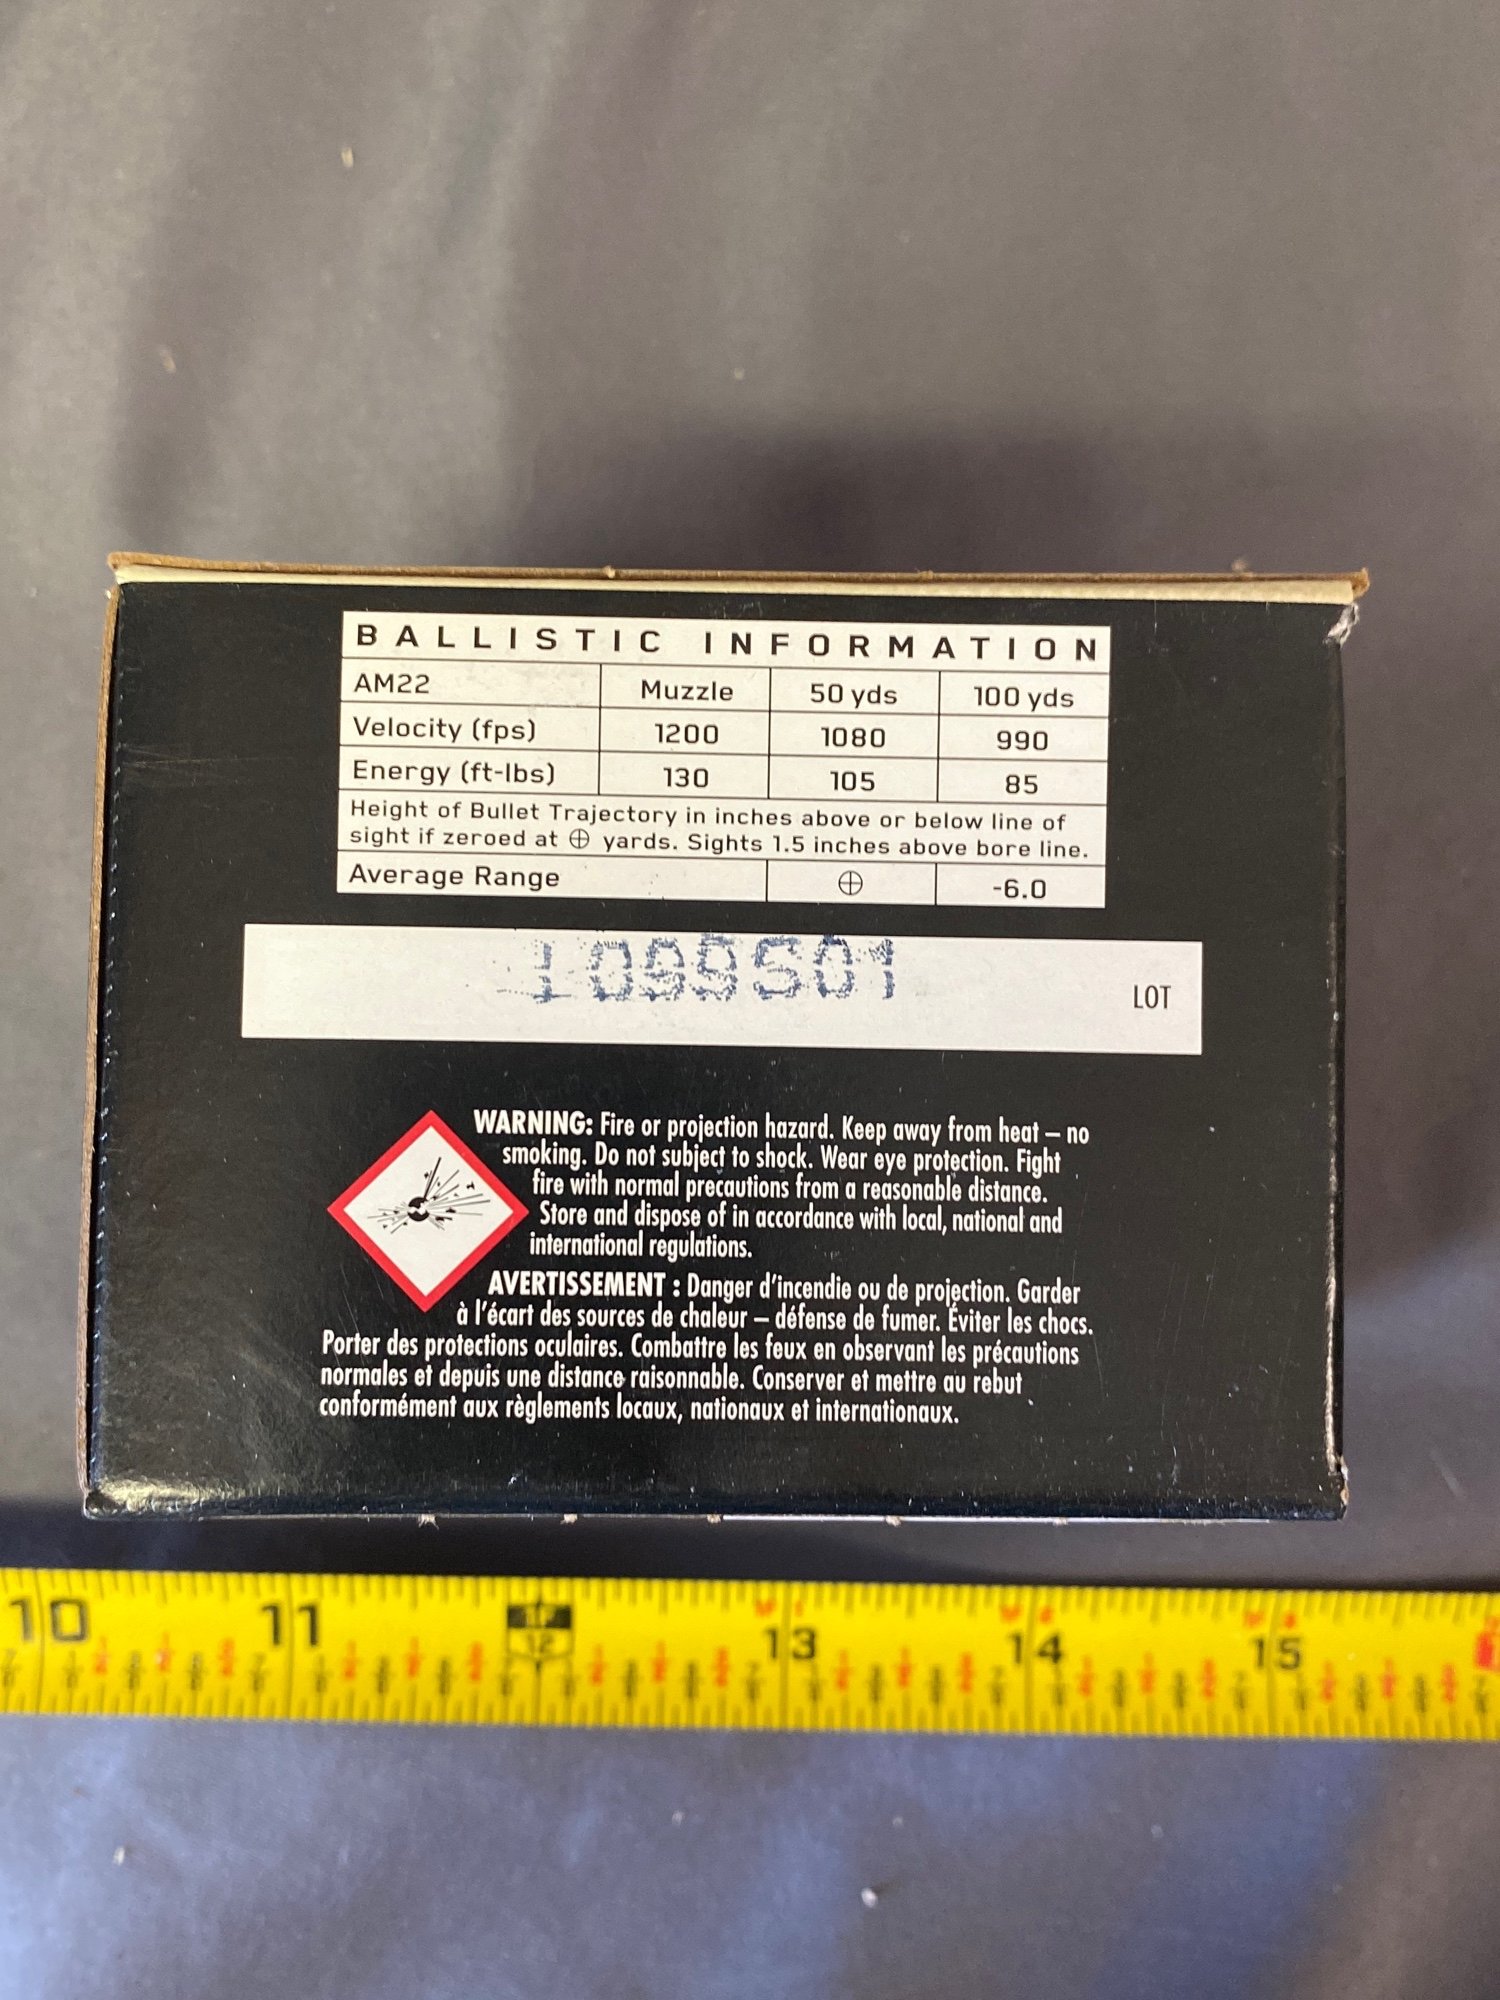 BALLISTIC INFORMATION
AM22 Muzzle 50 yds 100 yds
Velocity (fps) 1200 1080 990
Energy (ft-lbs) 130 105 85
Height of Bullet Trajectory in inches above or below line of
sight if zeroed at ⊕ yards. Sights 1.5 inches above bore line.
Average Range ⊕ -6.0
LOT
WARNING: Fire or projection hazard. Keep away from heat – no
smoking. Do not subject to shock. Wear eye protection. Fight
fire with normal precautions from a reasonable distance.
Store and dispose of in accordance with local, national and
international regulations.
AVERTISSEMENT : Danger d'incendie ou de projection. Garder
à l'écart des sources de chaleur – défense de fumer. Éviter les chocs.
Porter des protections oculaires. Combattre les feux en observant les précautions
normales et depuis une distance raisonnable. Conserver et mettre au rebut
conformément aux règlements locaux, nationaux et internationaux.
10 11 12 13 14 15